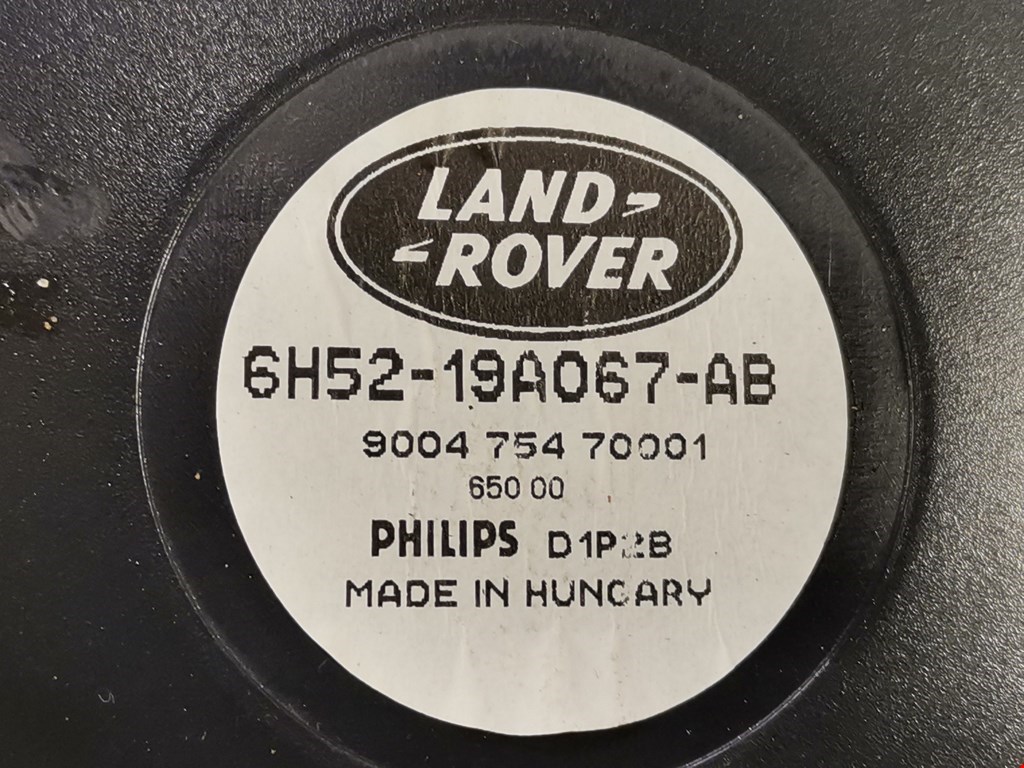 LAND
ROVER
6H52-19A067-AB
9004 754 70001
650 00
PHILIPS D1P2B
MADE IN HUNGARY